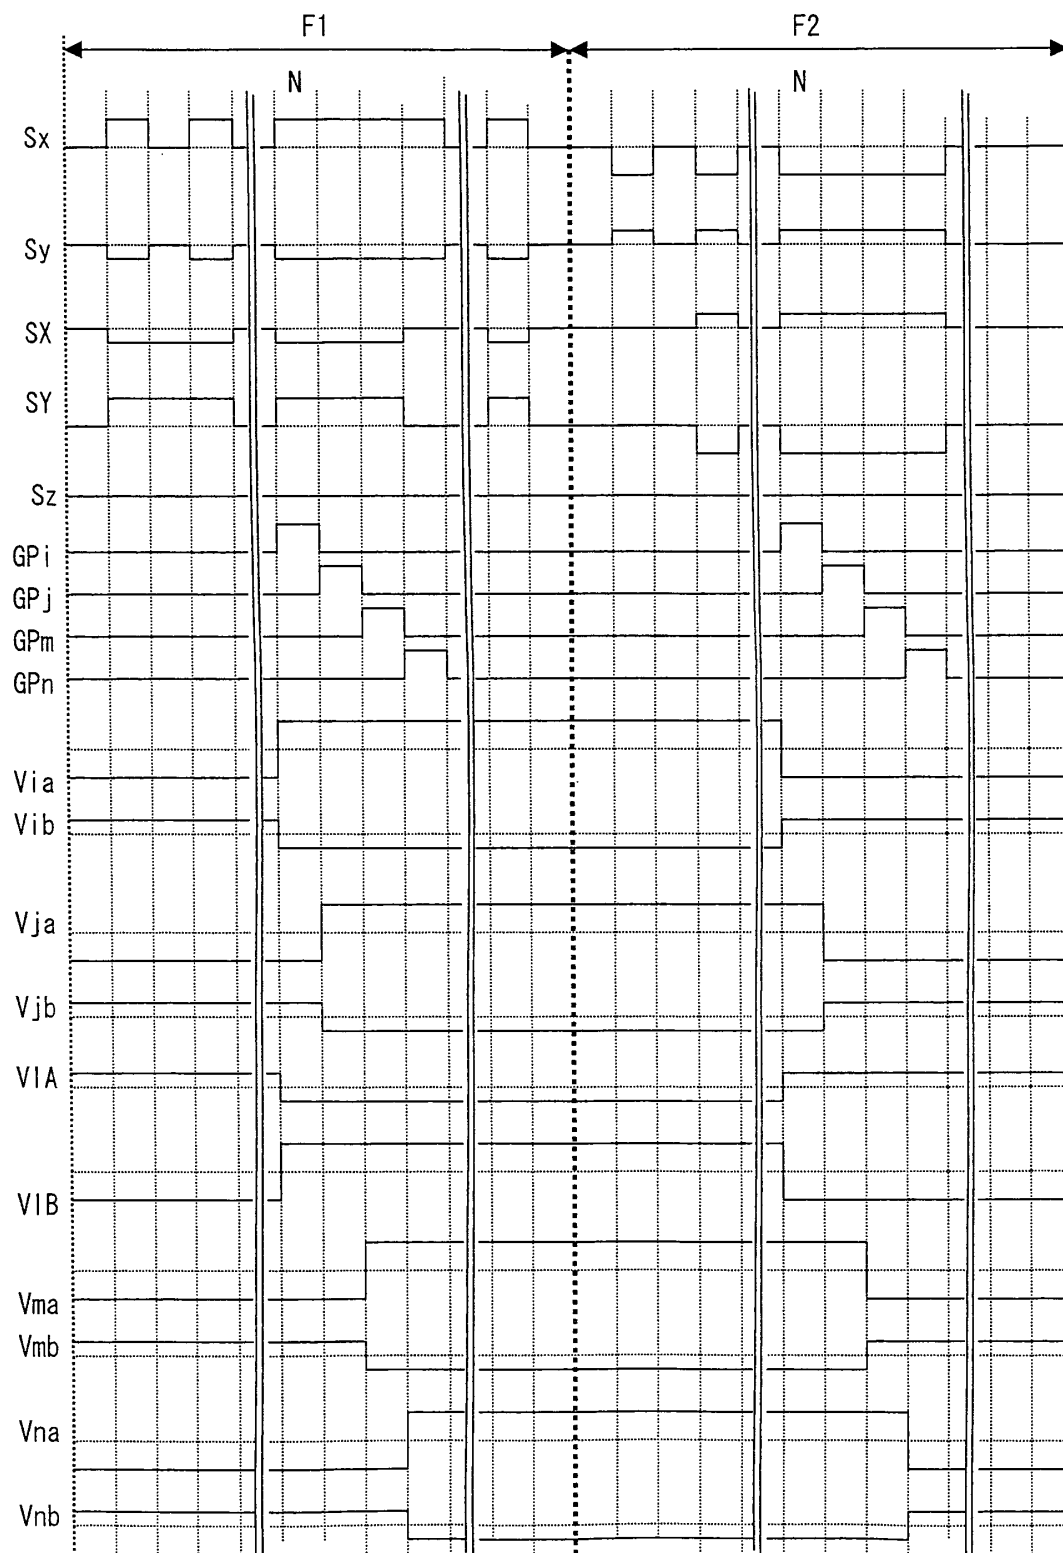 F1 F2
N N
Sx
Sy
SX
SY
Sz
GPi
GPj
GPm
GPn
Via
Vib
Vja
Vjb
VIA
VIB
Vma
Vmb
Vna
Vnb